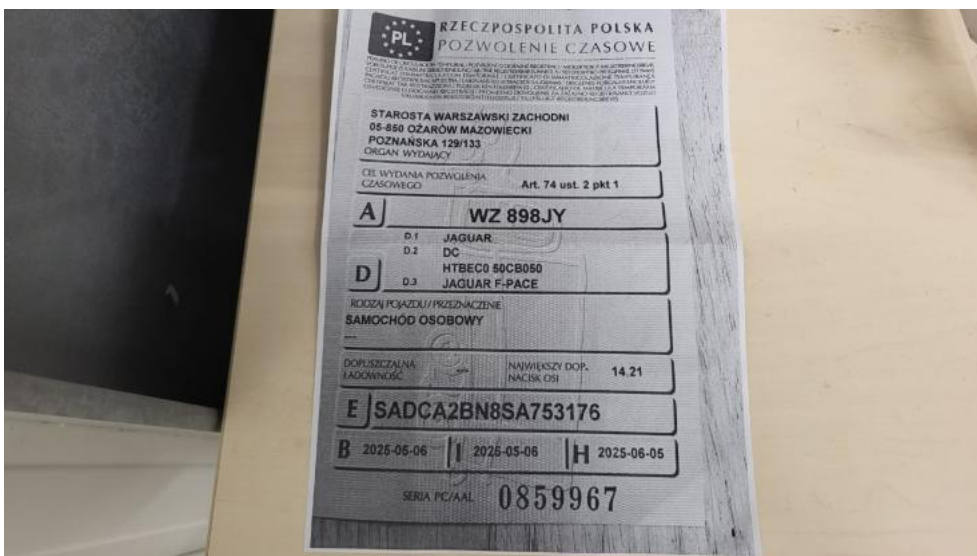 PL
RZECZPOSPOLITA POLSKA
POZWOLENIE CZASOWE
STAROSTA WARSZAWSKI ZACHODNI
05-850 OŻARÓW MAZOWIECKI
POZNAŃSKA 129/133
ORGAN WYDAJĄCY
CEL WYDANIA POZWOLENIA
CZASOWEGO
Art. 74 ust. 2 pkt 1
A WZ 898JY
D.1 JAGUAR
D.2 DC
HTBEC0 50CB050
D
D.3 JAGUAR F-PACE
RODZAJ POJAZDU/PRZEZNACZENIE
SAMOCHÓD OSOBOWY
---
DOPUSZCZALNA
ŁADOWNOŚĆ
---
NAJWIĘKSZY DOP.
NACISK OSI
14.21
E SADCA2BN8SA753176
B 2025-05-06 I 2025-05-06 H 2025-06-05
SERIA PC/AAL 0859967